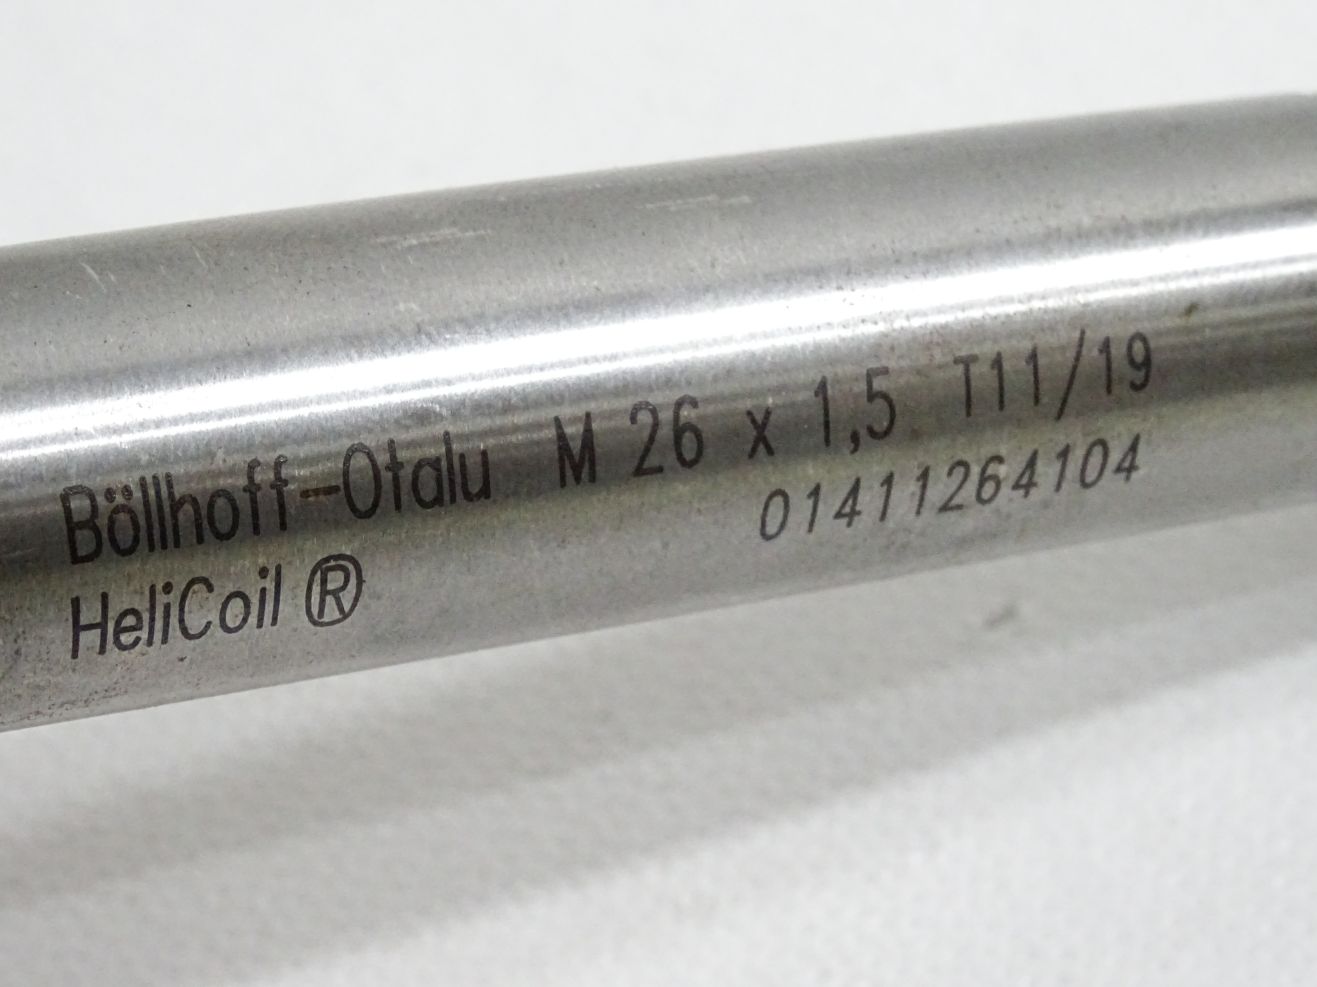 Böllhoff-Otalu M 26 x 1,5 T11/19
HeliCoil ® 01411264104